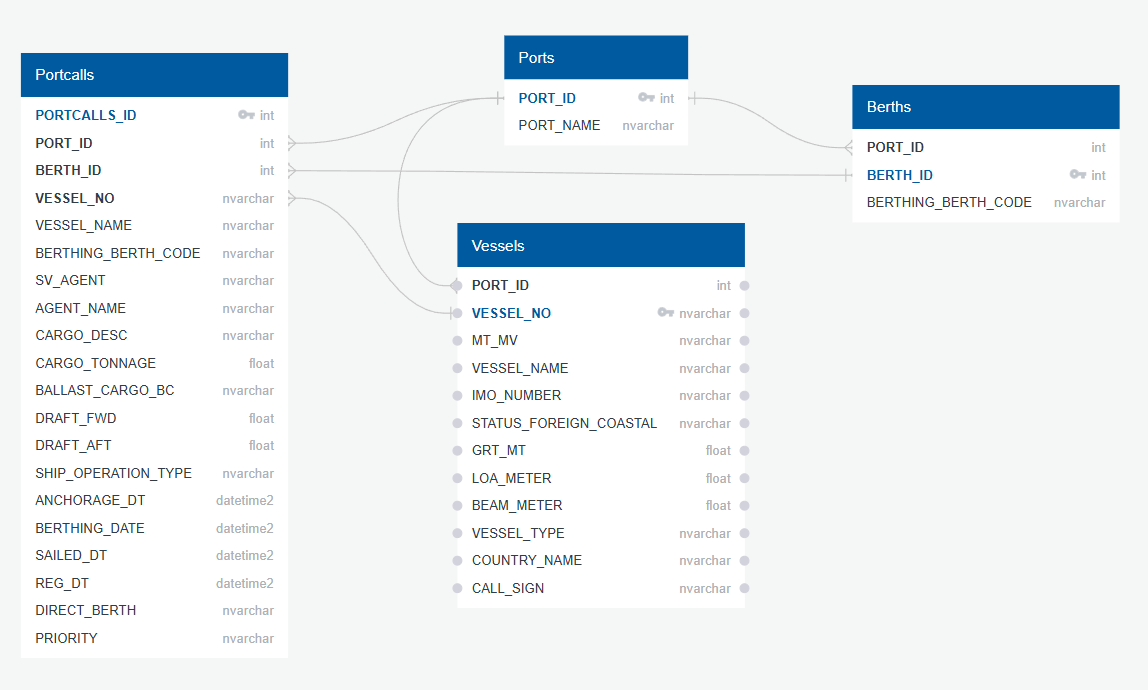 Portcalls
PORTCALLS_ID int
PORT_ID int
BERTH_ID int
VESSEL_NO nvarchar
VESSEL_NAME nvarchar
BERTHING_BERTH_CODE nvarchar
SV_AGENT nvarchar
AGENT_NAME nvarchar
CARGO_DESC nvarchar
CARGO_TONNAGE float
BALLAST_CARGO_BC nvarchar
DRAFT_FWD float
DRAFT_AFT float
SHIP_OPERATION_TYPE nvarchar
ANCHORAGE_DT datetime2
BERTHING_DATE datetime2
SAILED_DT datetime2
REG_DT datetime2
DIRECT_BERTH nvarchar
PRIORITY nvarchar
Ports
PORT_ID int
PORT_NAME nvarchar
Vessels
PORT_ID int
VESSEL_NO nvarchar
MT_MV nvarchar
VESSEL_NAME nvarchar
IMO_NUMBER nvarchar
STATUS_FOREIGN_COASTAL nvarchar
GRT_MT float
LOA_METER float
BEAM_METER float
VESSEL_TYPE nvarchar
COUNTRY_NAME nvarchar
CALL_SIGN nvarchar
Berths
PORT_ID int
BERTH_ID int
BERTHING_BERTH_CODE nvarchar